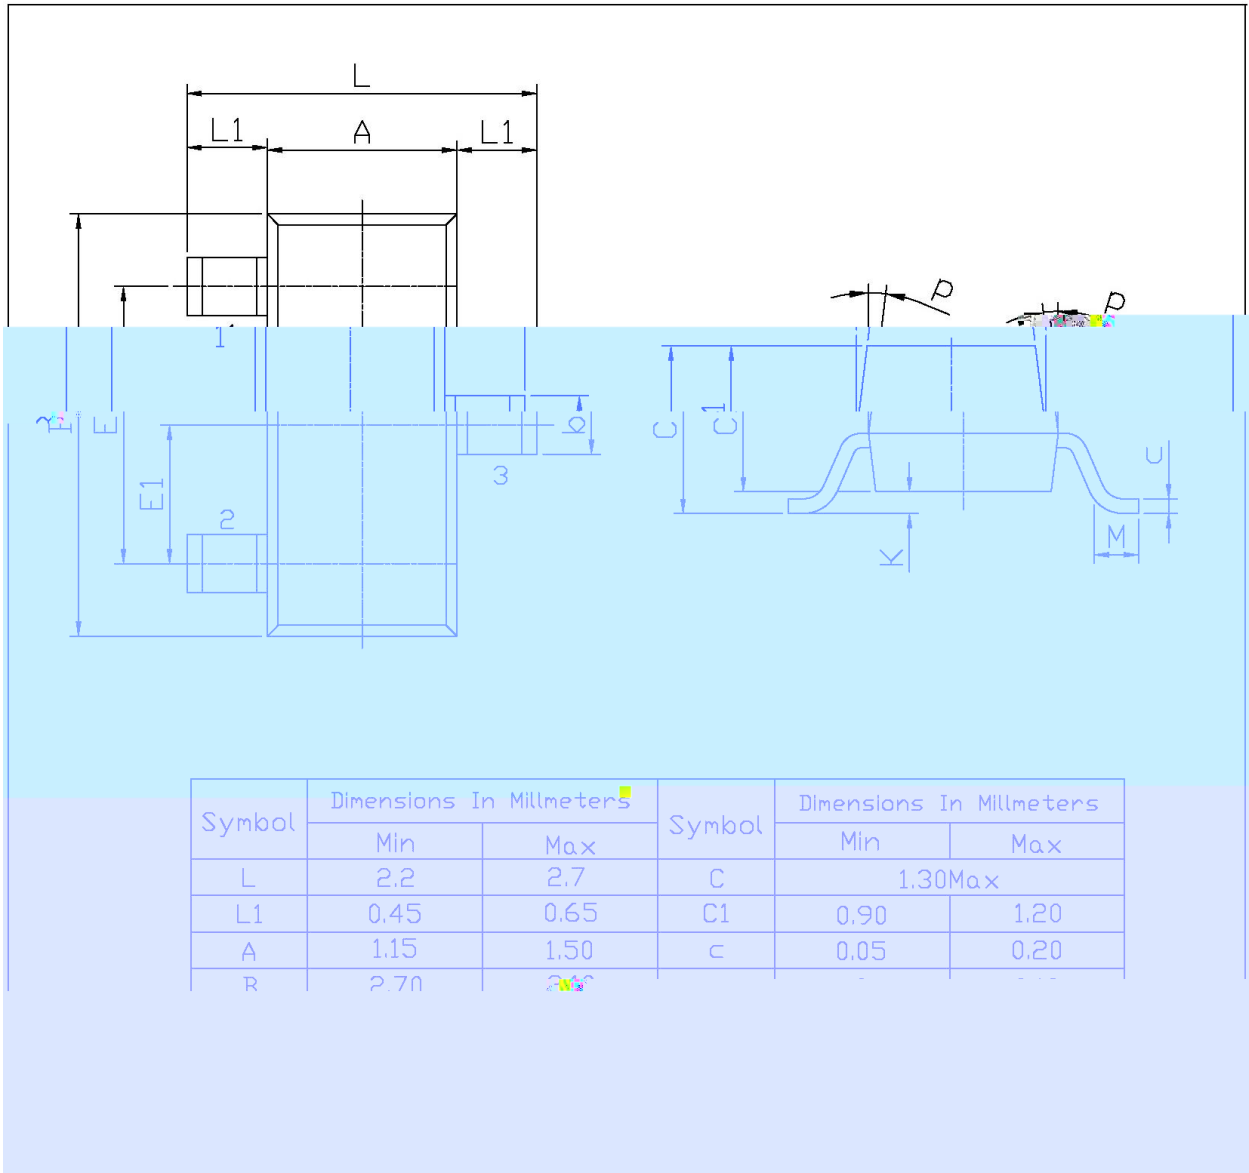 L
L1 A L1
p p
1
E b C C1 c
E1 3
2 M
K
Symbol Dimensions In Millmeters Symbol Dimensions In Millmeters
Min Max Min Max
L 2.2 2.7 C 1.30Max
L1 0.45 0.65 C1 0.90 1.20
A 1.15 1.50 c 0.05 0.20
B 2.70